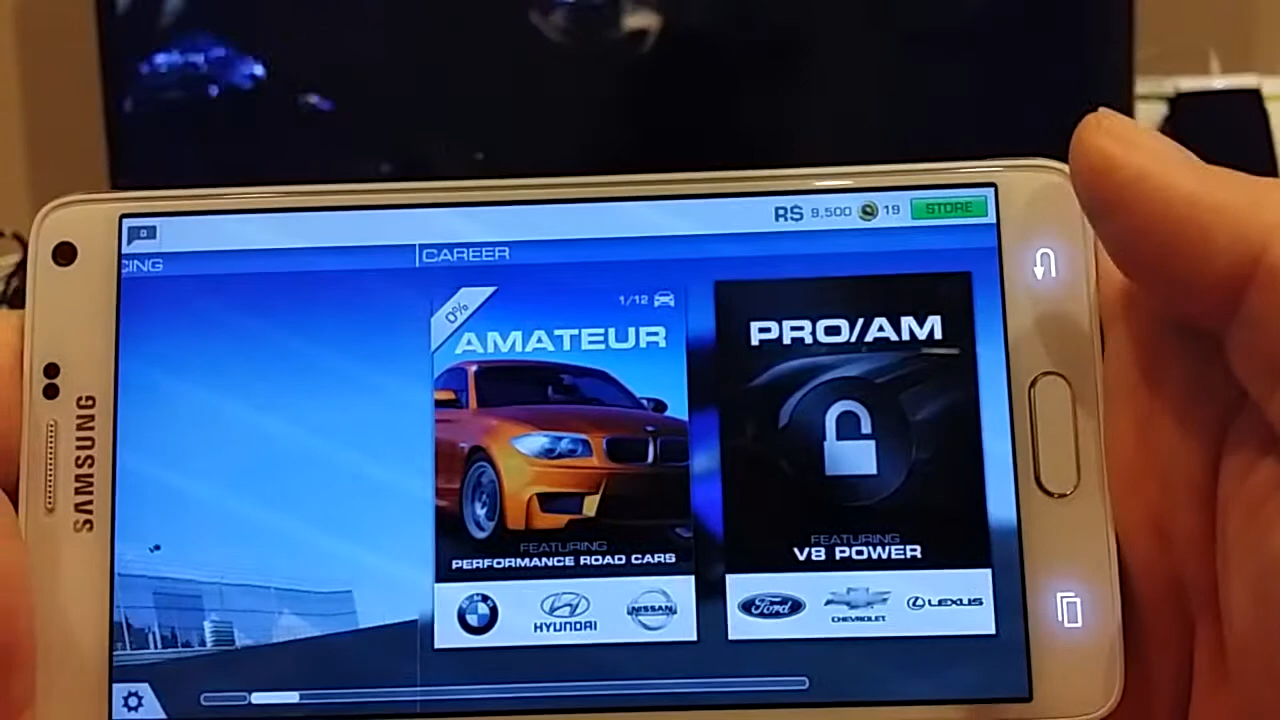 R$ 9,500 19 STORE
CING
CAREER
0%
1/12
AMATEUR
FEATURING
PERFORMANCE ROAD CARS
BMW
HYUNDAI
NISSAN
PRO/AM
FEATURING
V8 POWER
Ford
CHEVROLET
LEXUS
SAMSUNG